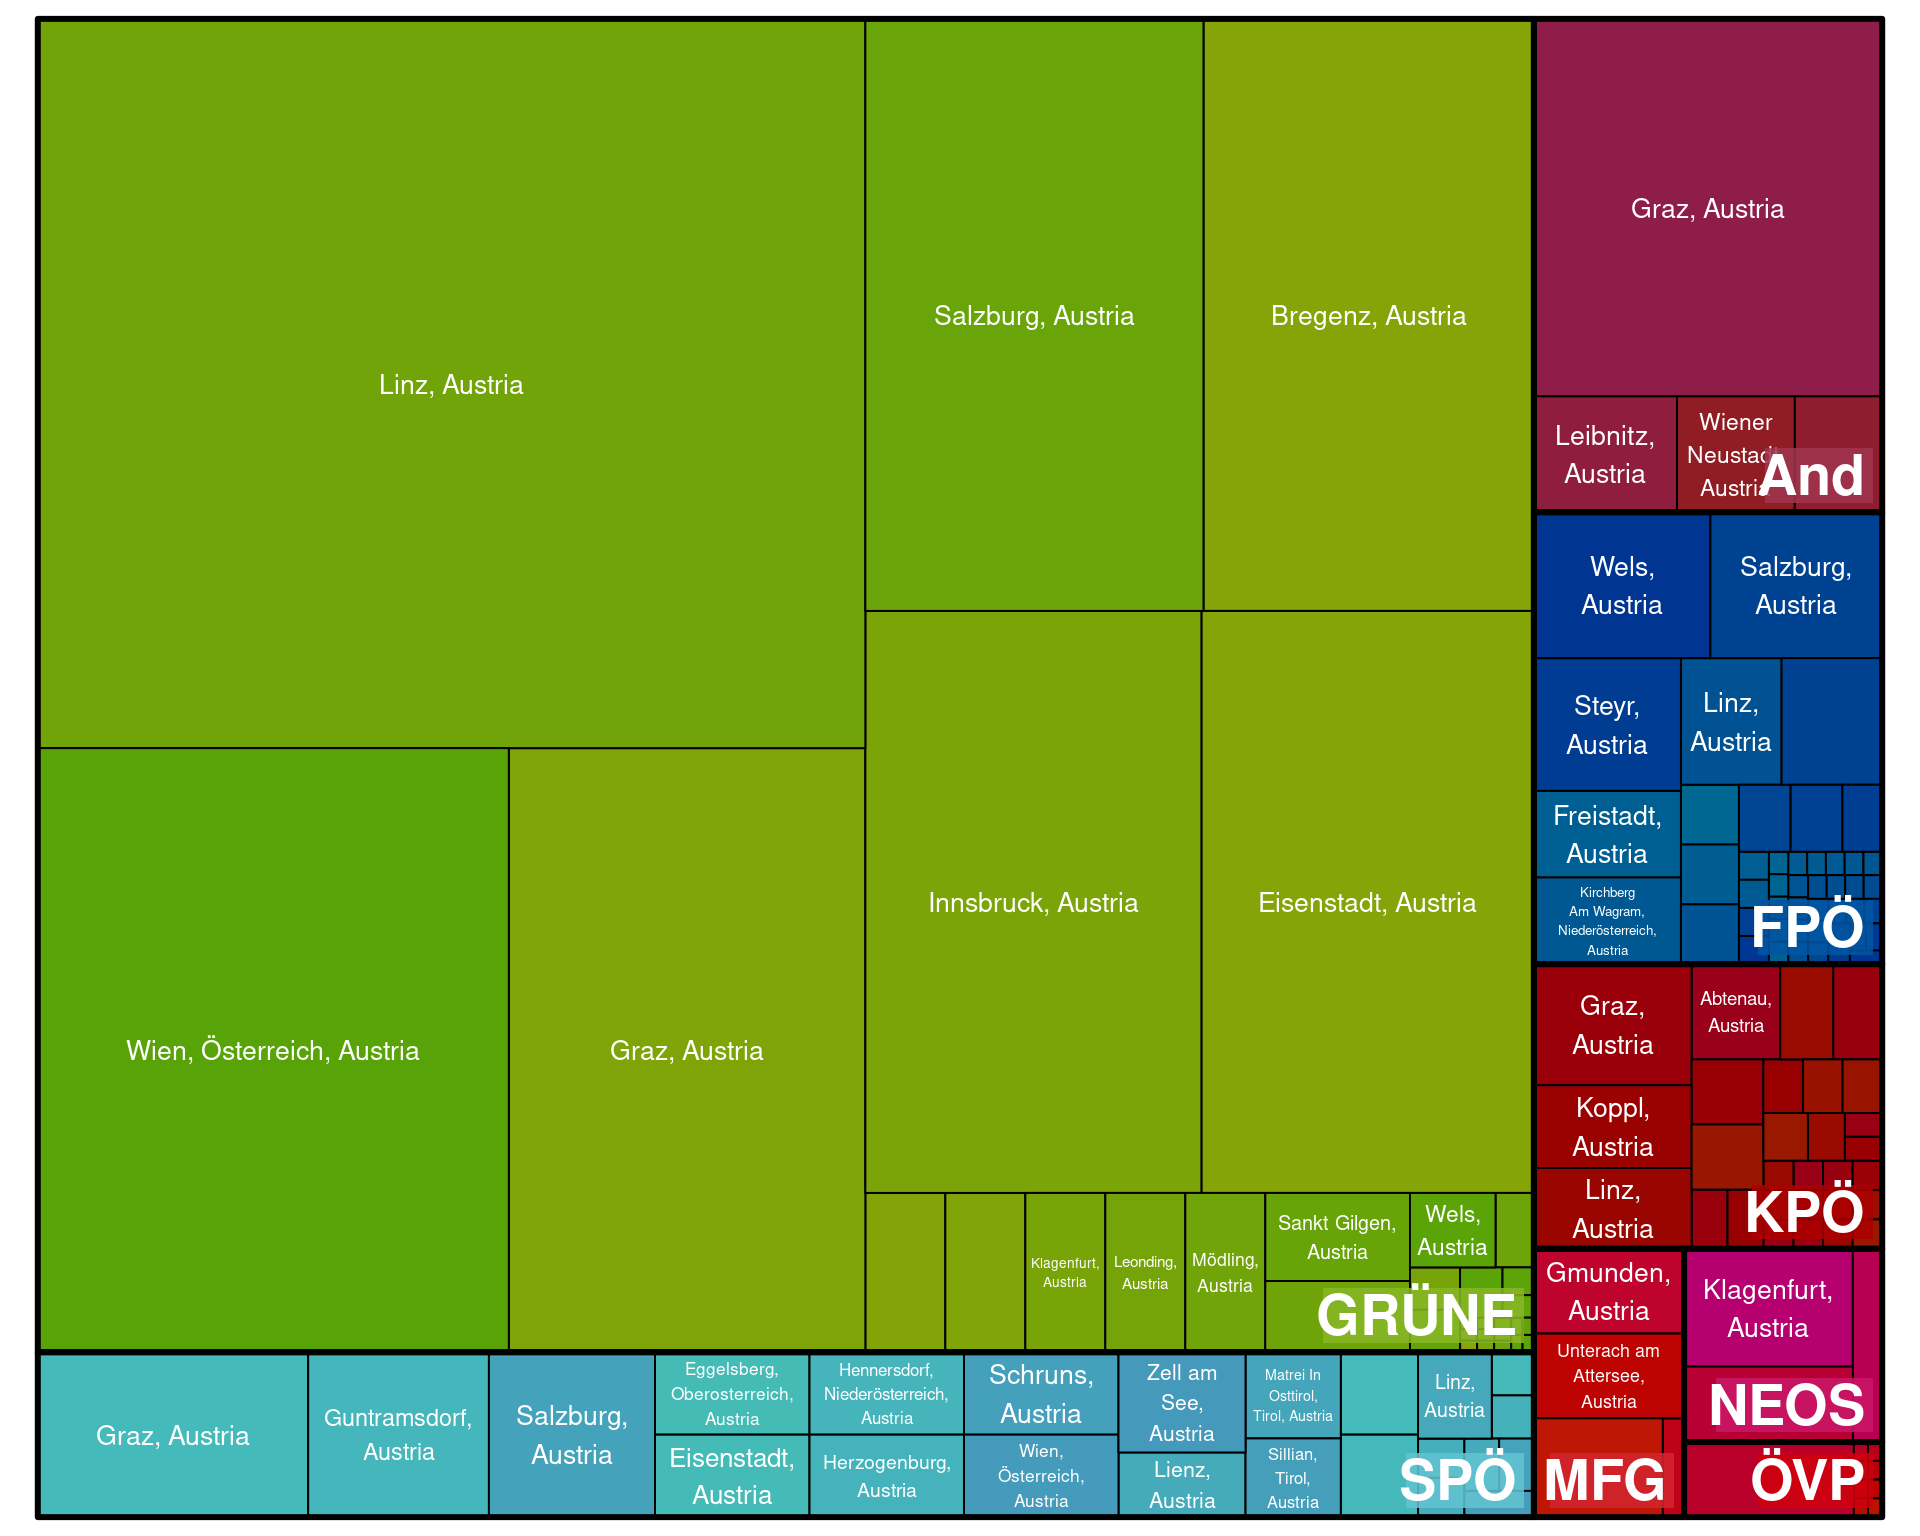 Linz, Austria
Salzburg, Austria
Bregenz, Austria
Wien, Österreich, Austria
Graz, Austria
Innsbruck, Austria
Eisenstadt, Austria
Klagenfurt,
Austria
Leonding,
Austria
Mödling,
Austria
Sankt Gilgen,
Austria
Wels,
Austria
GRÜNE
Graz, Austria
Guntramsdorf,
Austria
Salzburg,
Austria
Eggelsberg,
Oberosterreich,
Austria
Eisenstadt,
Austria
Hennersdorf,
Niederösterreich,
Austria
Herzogenburg,
Austria
Schruns,
Austria
Wien,
Österreich,
Austria
Zell am
See,
Austria
Lienz,
Austria
Matrei In
Osttirol,
Tirol, Austria
Sillian,
Tirol,
Austria
Linz,
Austria
SPÖ
Graz, Austria
Leibnitz,
Austria
Wiener
Neustadt,
Austria
And
Wels,
Austria
Salzburg,
Austria
Steyr,
Austria
Linz,
Austria
Freistadt,
Austria
Kirchberg
Am Wagram,
Niederösterreich,
Austria
FPÖ
Graz,
Austria
Abtenau,
Austria
Koppl,
Austria
Linz,
Austria
KPÖ
Gmunden,
Austria
Unterach am
Attersee,
Austria
MFG
Klagenfurt,
Austria
NEOS
ÖVP